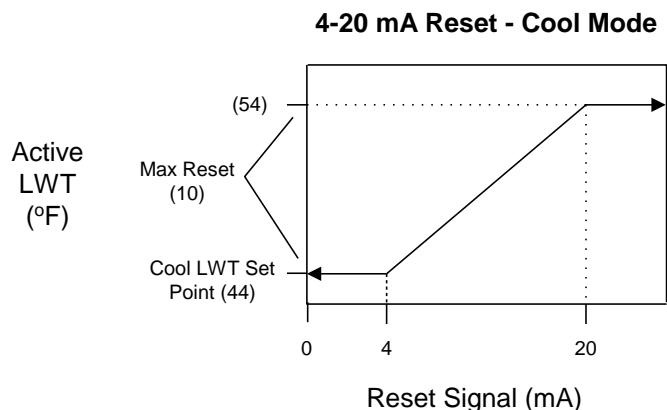 4-20 mA Reset - Cool Mode
(54)
Active
LWT
(oF)
Max Reset
(10)
Cool LWT Set
Point (44)
0
4
20
Reset Signal (mA)